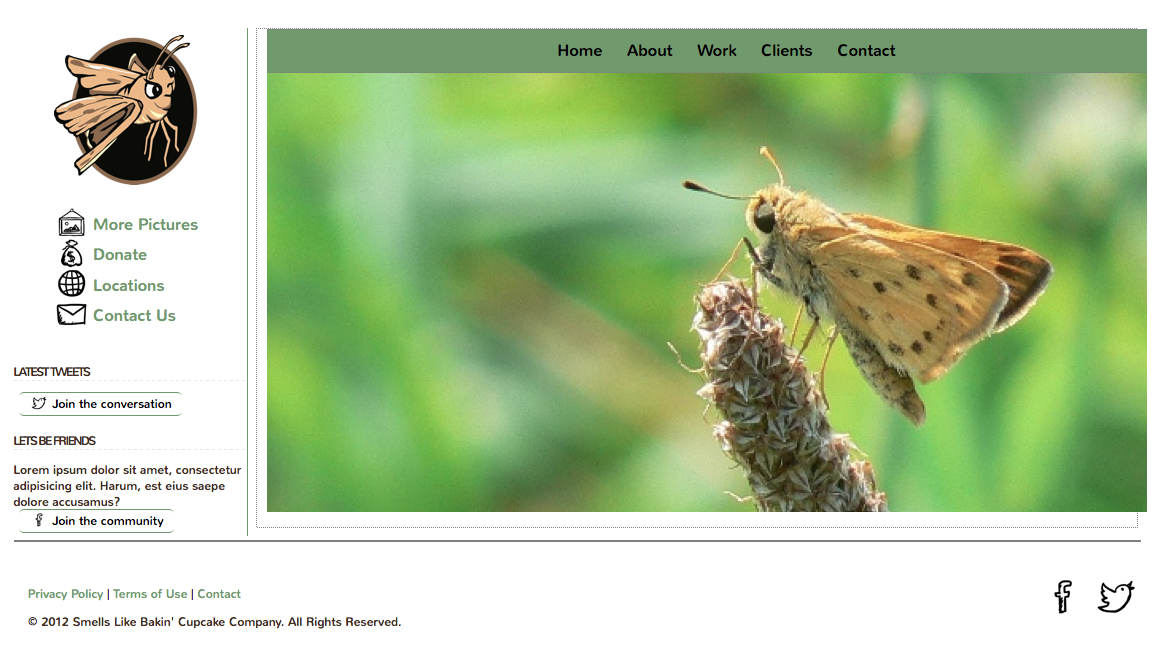 Home About Work Clients Contact
More Pictures
Donate
Locations
Contact Us
LATEST TWEETS
Join the conversation
LETS BE FRIENDS
Lorem ipsum dolor sit amet, consectetur
adipisicing elit. Harum, est eius saepe
dolore accusamus?
Join the community
Privacy Policy | Terms of Use | Contact
© 2012 Smells Like Bakin' Cupcake Company. All Rights Reserved.